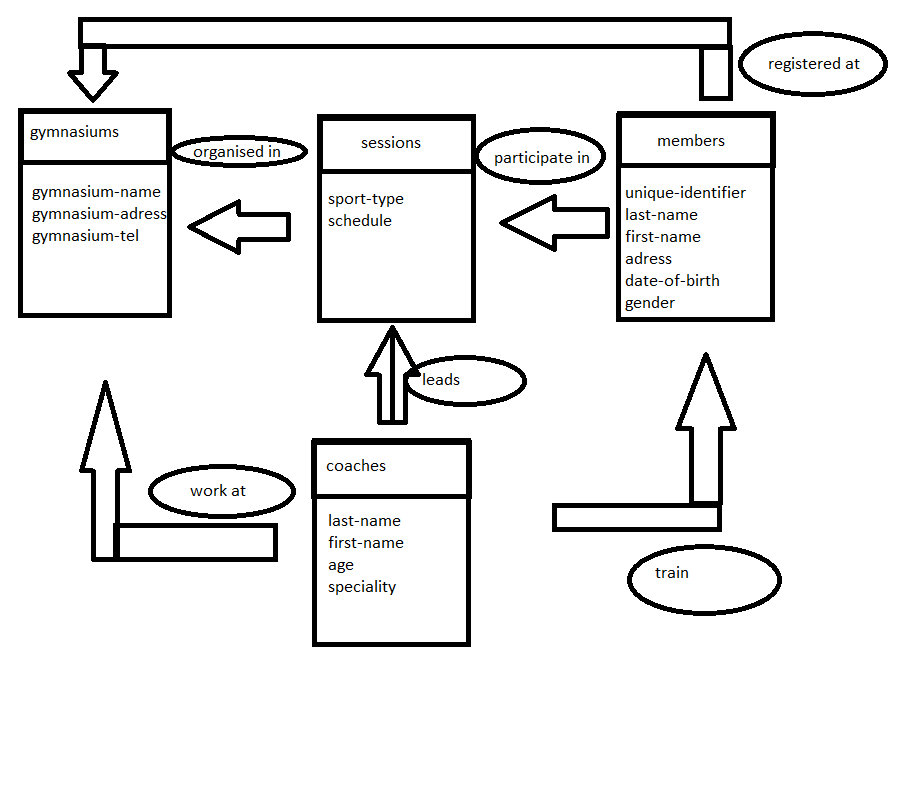 registered at
gymnasiums
gymnasium-name
gymnasium-adress
gymnasium-tel
organised in
sessions
sport-type
schedule
participate in
members
unique-identifier
last-name
first-name
adress
date-of-birth
gender
leads
work at
coaches
last-name
first-name
age
speciality
train